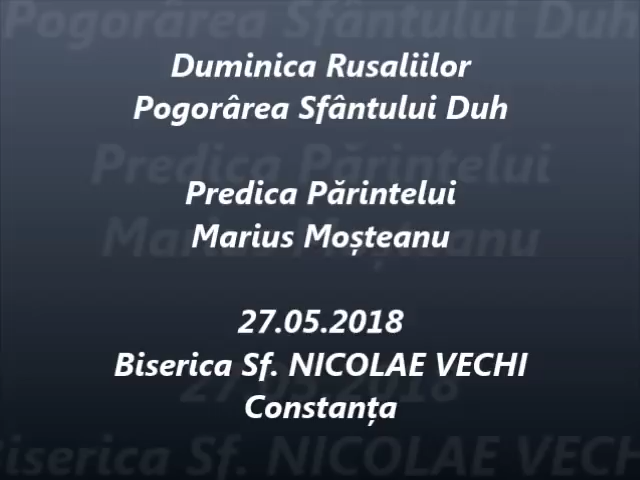 Duminica Rusaliilor
Pogorârea Sfântului Duh
Predica Părintelui
Marius Moșteanu
27.05.2018
Biserica Sf. NICOLAE VECHI
Constanța